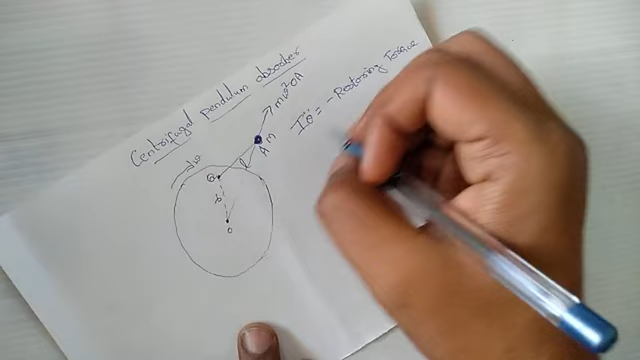 Centrifugal pendulum absorber
mω²OA
Iθ̈ = -Restoring Torque
m
A
ω
O